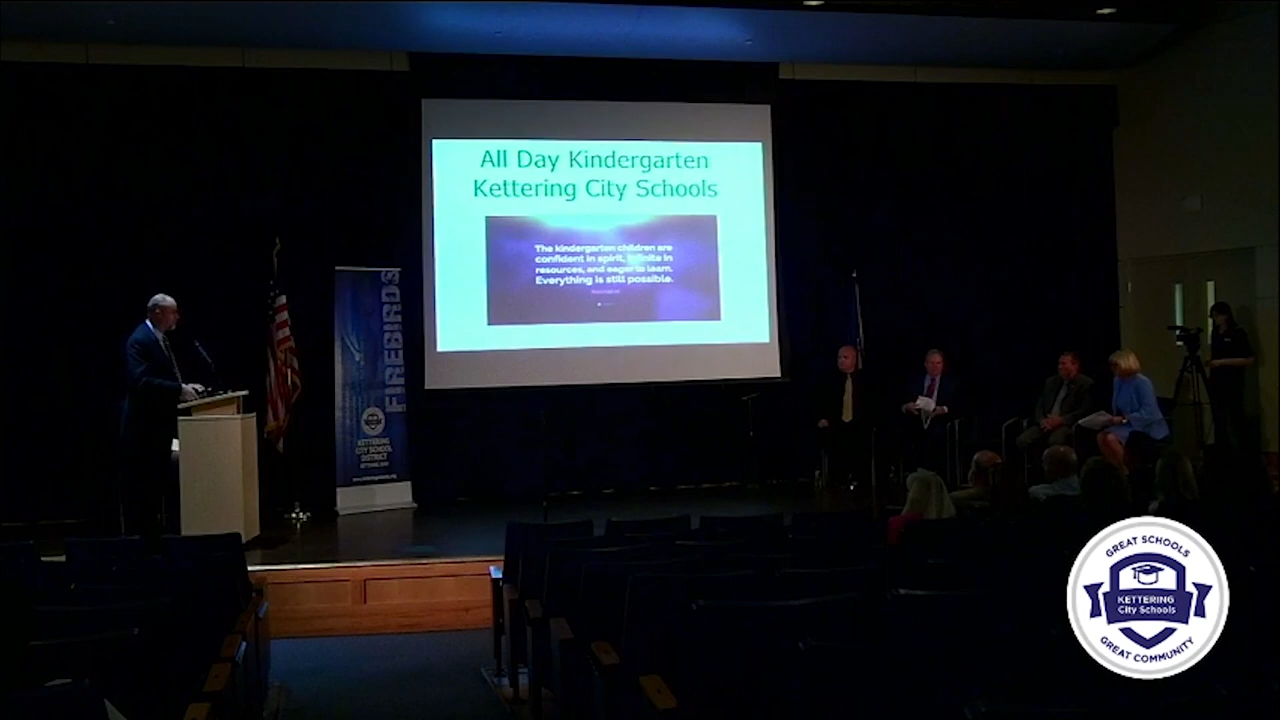 All Day Kindergarten
Kettering City Schools
The kindergarten children are
confident in spirit, infinite in
resources, and eager to learn.
Everything is still possible.
FIREBIRDS
KETTERING
CITY SCHOOL
DISTRICT
GREAT SCHOOLS
KETTERING
City Schools
GREAT COMMUNITY